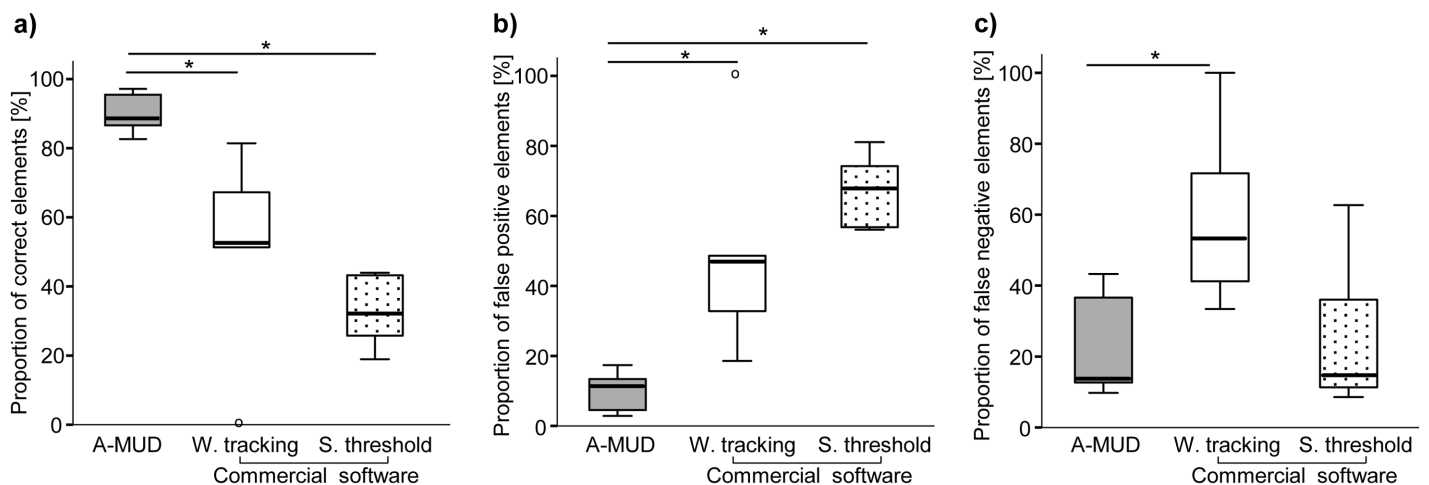 a)
*
*
Proportion of correct elements [%]
100
80
60
40
20
0
A-MUD W. tracking S. threshold
Commercial software
b)
*
*
Proportion of false positive elements [%]
100
80
60
40
20
0
A-MUD W. tracking S. threshold
Commercial software
c)
*
Proportion of false negative elements [%]
100
80
60
40
20
0
A-MUD W. tracking S. threshold
Commercial software